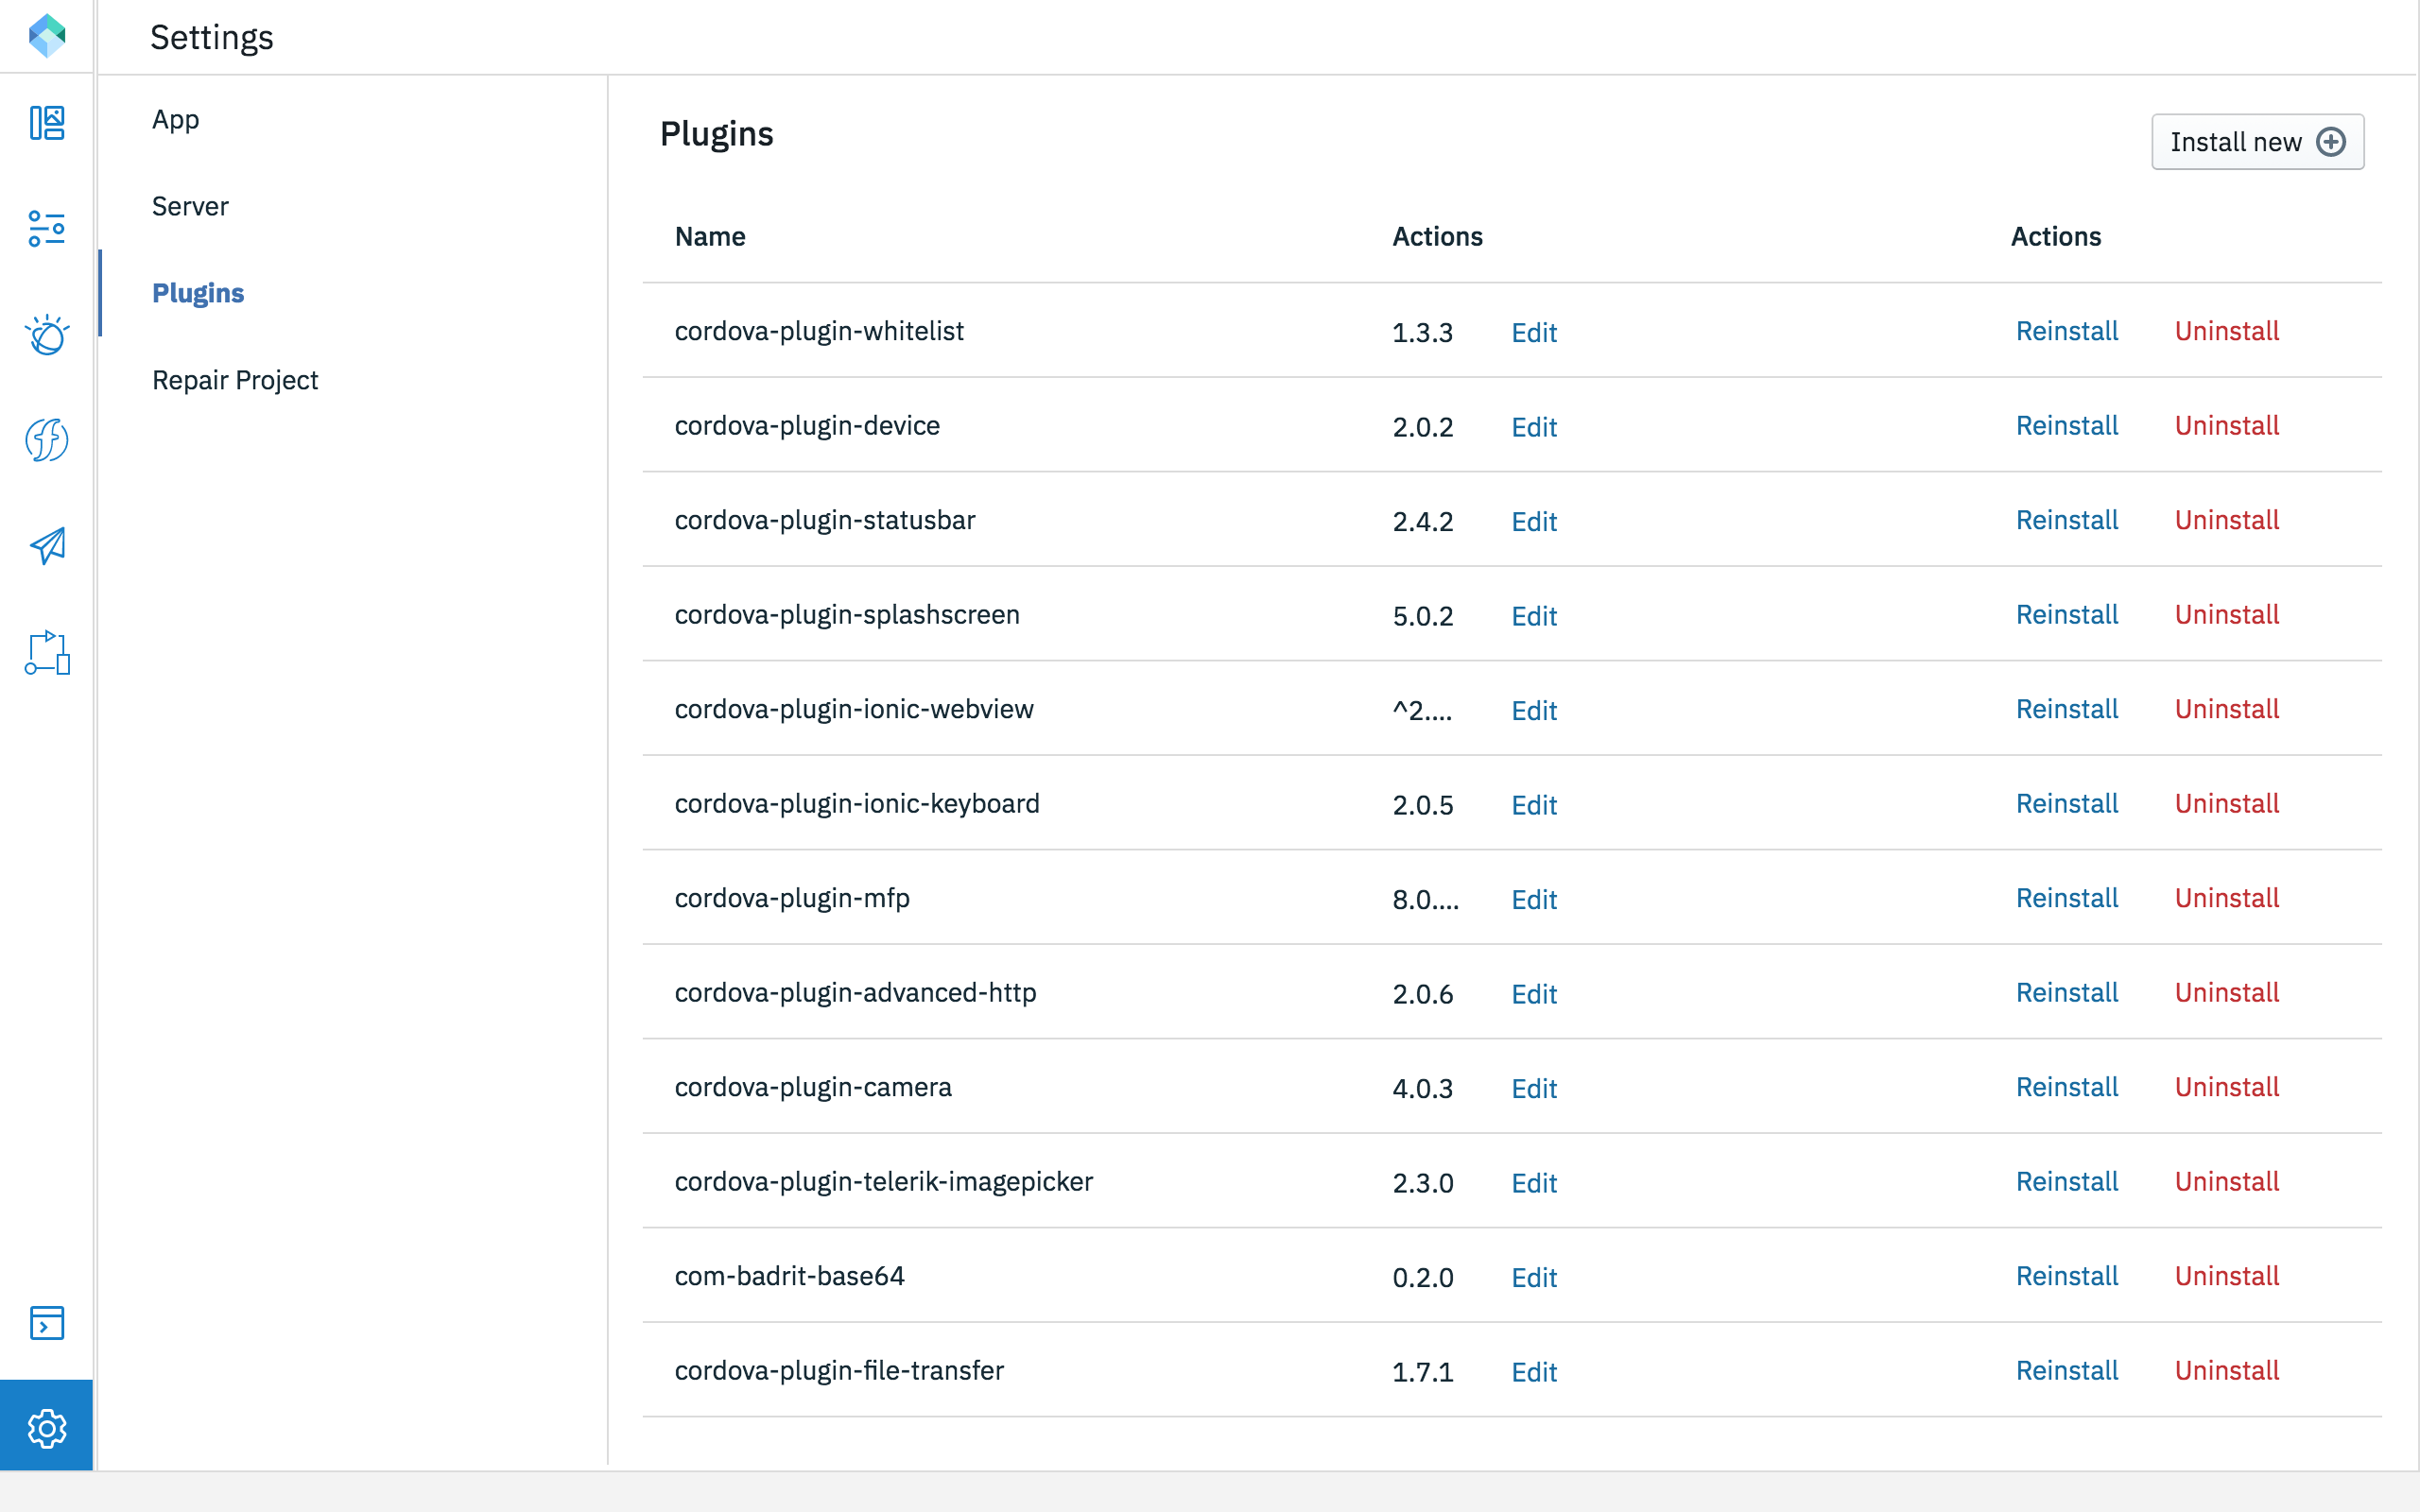 Settings
App
Server
Plugins
Repair Project
Plugins
Install new
Name Actions Actions
cordova-plugin-whitelist 1.3.3 Edit Reinstall Uninstall
cordova-plugin-device 2.0.2 Edit Reinstall Uninstall
cordova-plugin-statusbar 2.4.2 Edit Reinstall Uninstall
cordova-plugin-splashscreen 5.0.2 Edit Reinstall Uninstall
cordova-plugin-ionic-webview ^2.... Edit Reinstall Uninstall
cordova-plugin-ionic-keyboard 2.0.5 Edit Reinstall Uninstall
cordova-plugin-mfp 8.0.... Edit Reinstall Uninstall
cordova-plugin-advanced-http 2.0.6 Edit Reinstall Uninstall
cordova-plugin-camera 4.0.3 Edit Reinstall Uninstall
cordova-plugin-telerik-imagepicker 2.3.0 Edit Reinstall Uninstall
com-badrit-base64 0.2.0 Edit Reinstall Uninstall
cordova-plugin-file-transfer 1.7.1 Edit Reinstall Uninstall